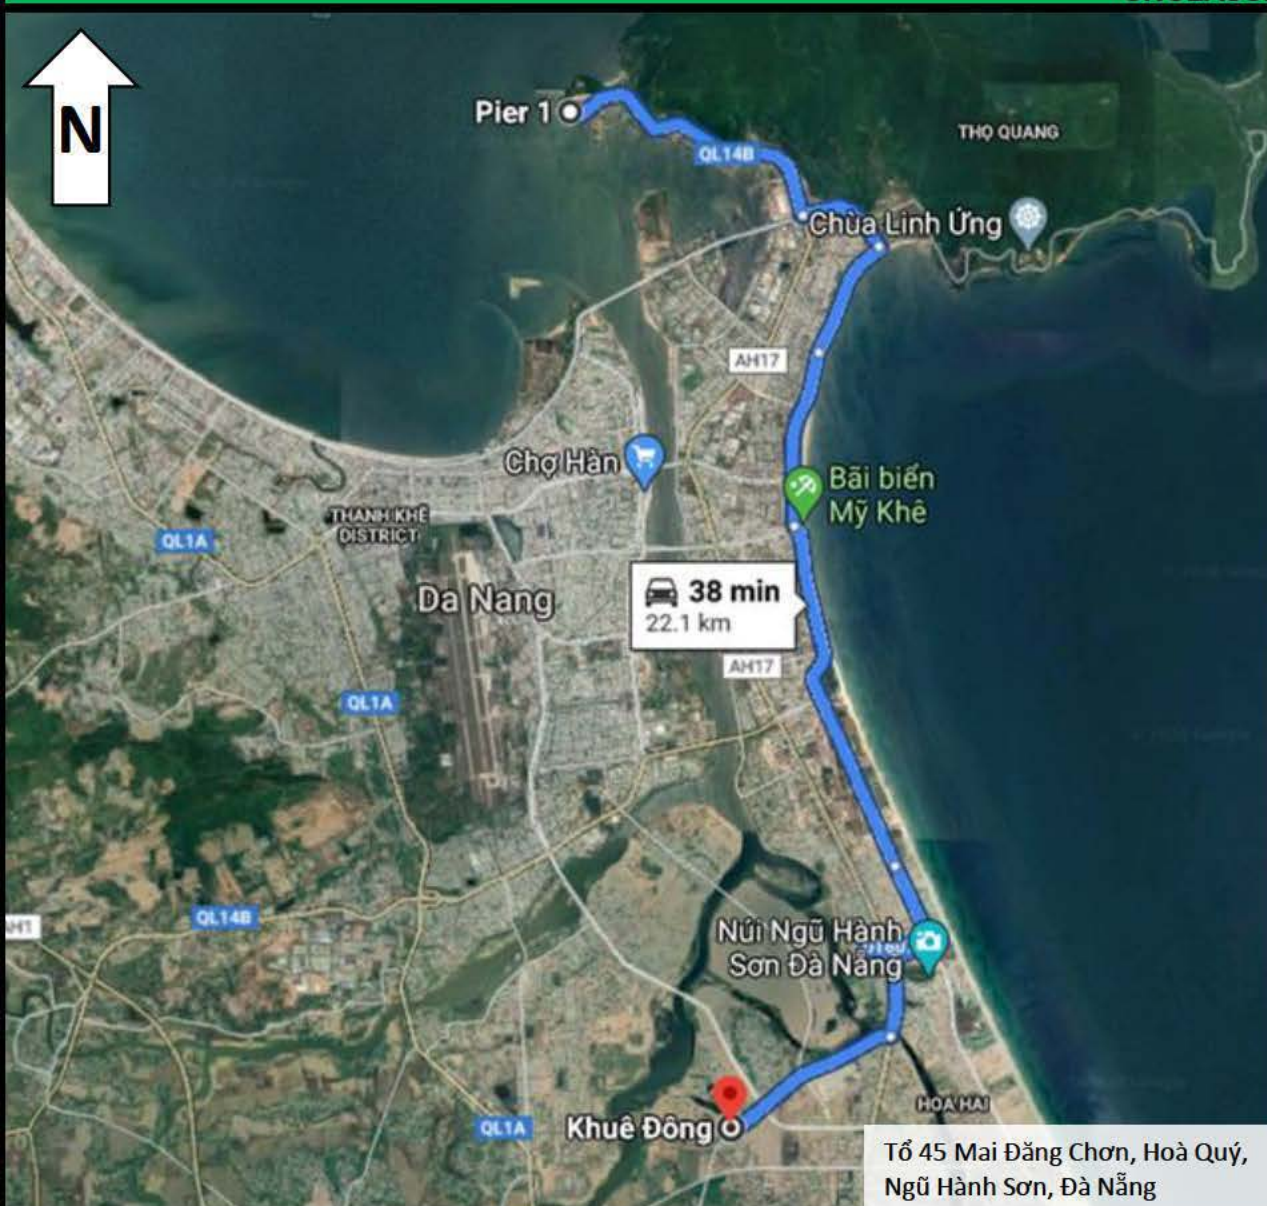 N
Pier 1
THỌ QUANG
QL14B
Chùa Linh Ứng
AH17
Chợ Hàn
Bãi biển
Mỹ Khê
THANH KHÊ
DISTRICT
QL1A
Da Nang
38 min
22.1 km
AH17
QL1A
QL14B
Núi Ngũ Hành
Sơn Đà Nẵng
HOA HAI
QL1A
Khuê Đông
Tổ 45 Mai Đăng Chơn, Hoà Quý,
Ngũ Hành Sơn, Đà Nẵng